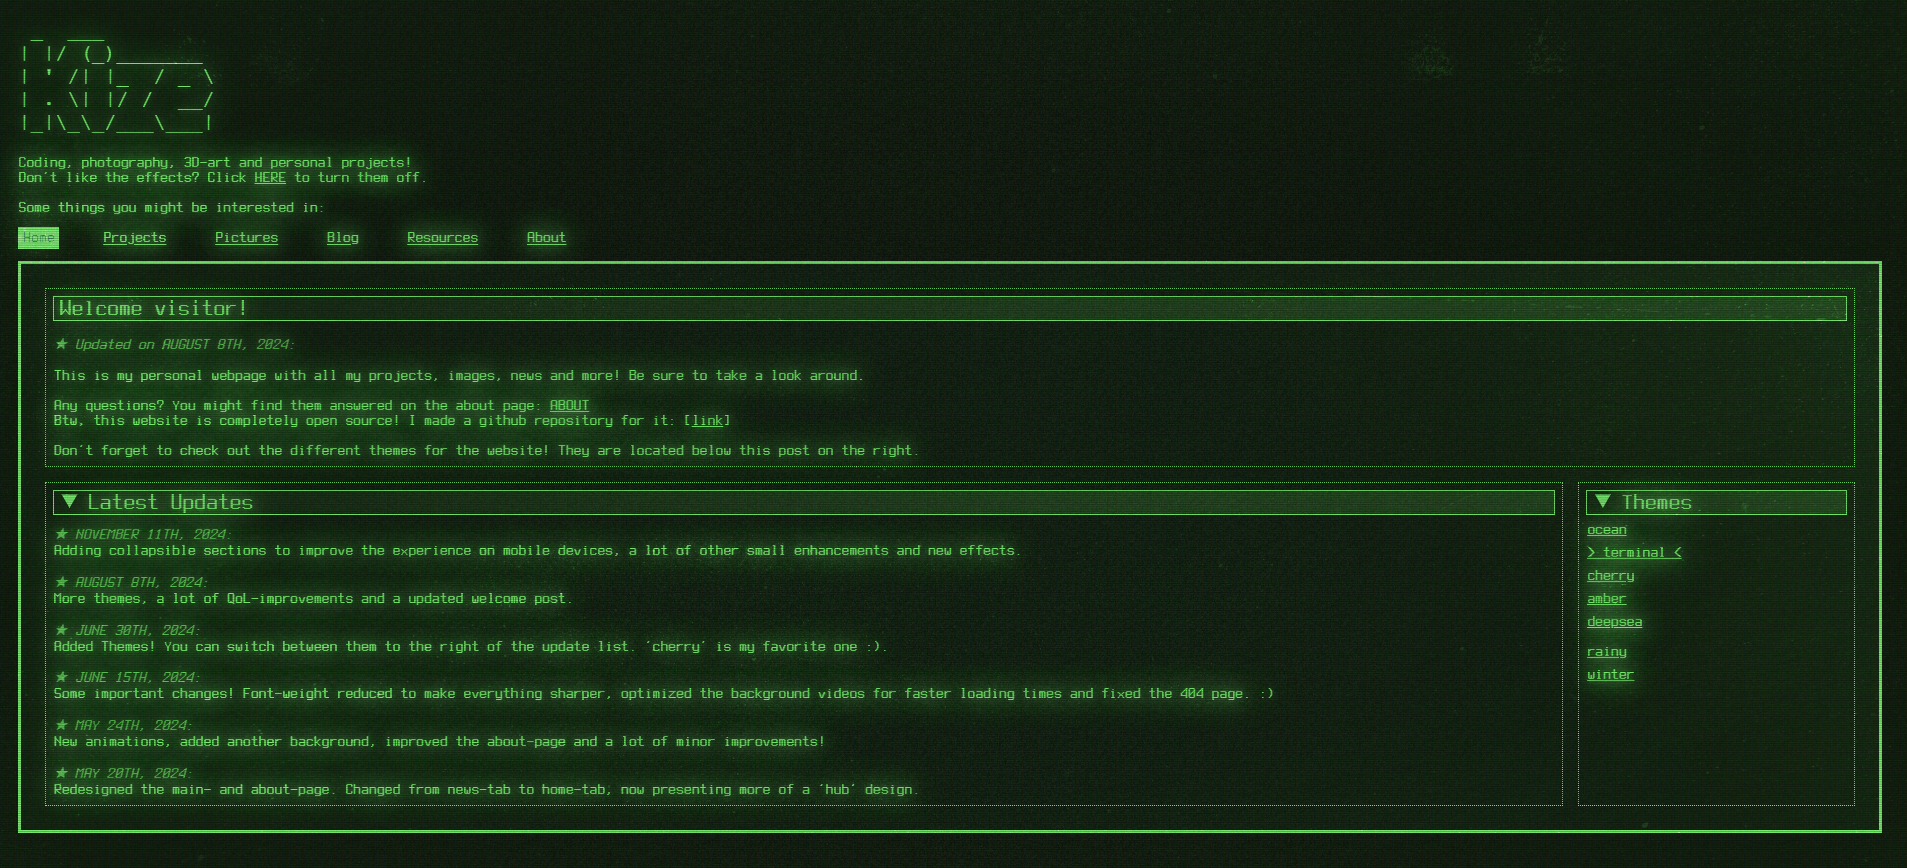 Kize
Coding, photography, 3D-art and personal projects!
Don't like the effects? Click HERE to turn them off.
Some things you might be interested in:
Home Projects Pictures Blog Resources About
Welcome visitor!
★ Updated on AUGUST 8TH, 2024:
This is my personal webpage with all my projects, images, news and more! Be sure to take a look around.
Any questions? You might find them answered on the about page: ABOUT
Btw, this website is completely open source! I made a github repository for it: [link]
Don't forget to check out the different themes for the website! They are located below this post on the right.
▼ Latest Updates
★ NOVEMBER 11TH, 2024:
Adding collapsible sections to improve the experience on mobile devices, a lot of other small enhancements and new effects.
★ AUGUST 8TH, 2024:
More themes, a lot of QoL-improvements and a updated welcome post.
★ JUNE 30TH, 2024:
Added Themes! You can switch between them to the right of the update list. 'cherry' is my favorite one :).
★ JUNE 15TH, 2024:
Some important changes! Font-weight reduced to make everything sharper, optimized the background videos for faster loading times and fixed the 404 page. :)
★ MAY 24TH, 2024:
New animations, added another background, improved the about-page and a lot of minor improvements!
★ MAY 20TH, 2024:
Redesigned the main- and about-page. Changed from news-tab to home-tab, now presenting more of a 'hub' design.
▼ Themes
ocean
> terminal <
cherry
amber
deepsea
rainy
winter